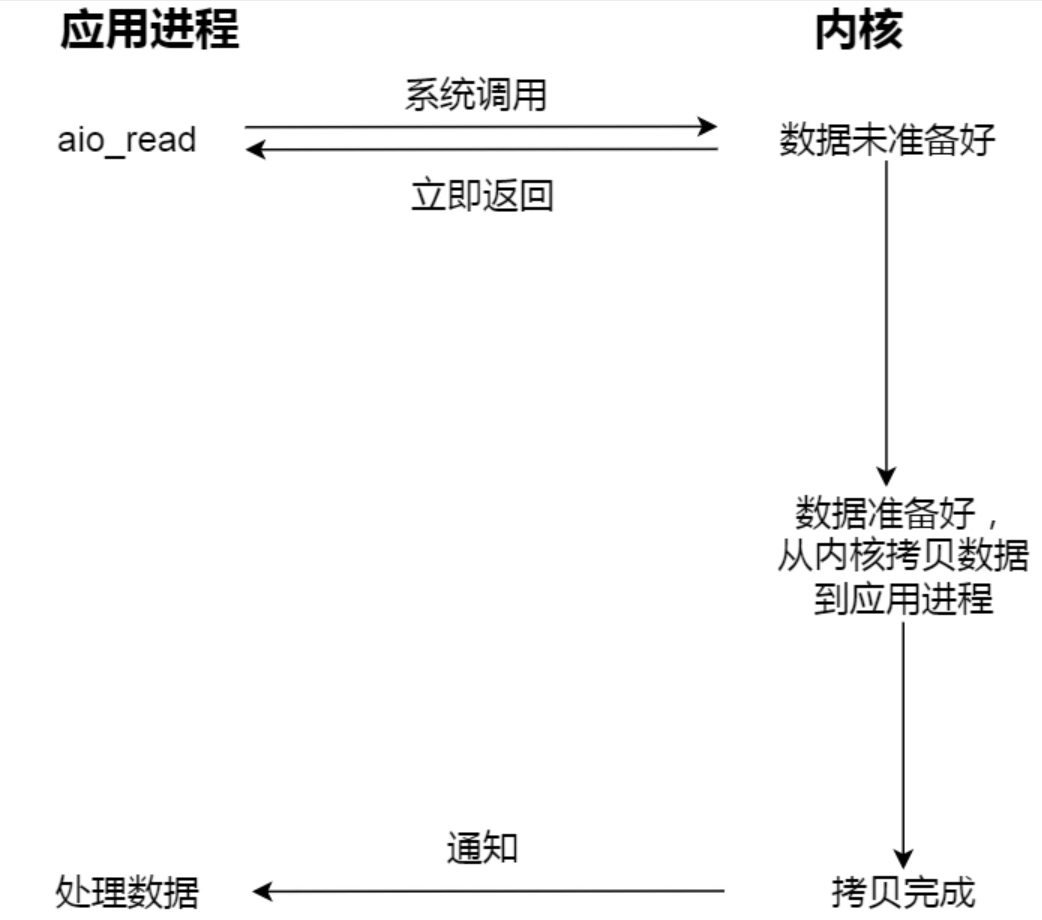 应用进程
内核
系统调用
aio_read
数据未准备好
立即返回
数据准备好，
从内核拷贝数据
到应用进程
通知
处理数据
拷贝完成